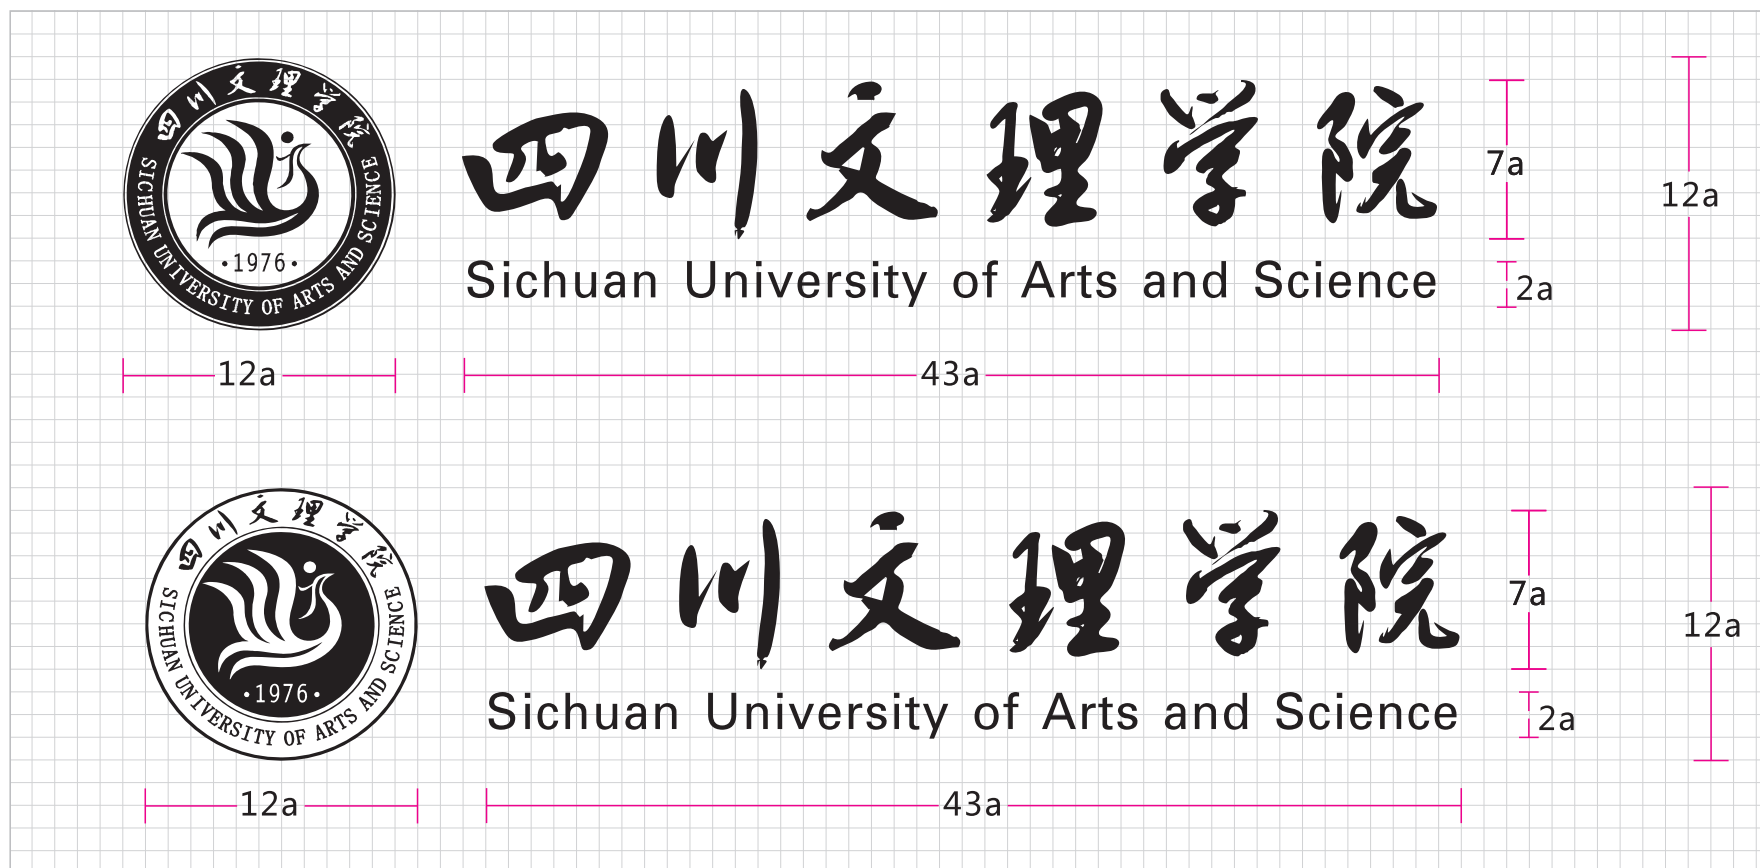 四川文理学院
SICHUAN UNIVERSITY OF ARTS AND SCIENCE
·1976·
四川文理学院
Sichuan University of Arts and Science
7a
2a
12a
12a
43a
四川文理学院
SICHUAN UNIVERSITY OF ARTS AND SCIENCE
·1976·
四川文理学院
Sichuan University of Arts and Science
7a
2a
12a
12a
43a